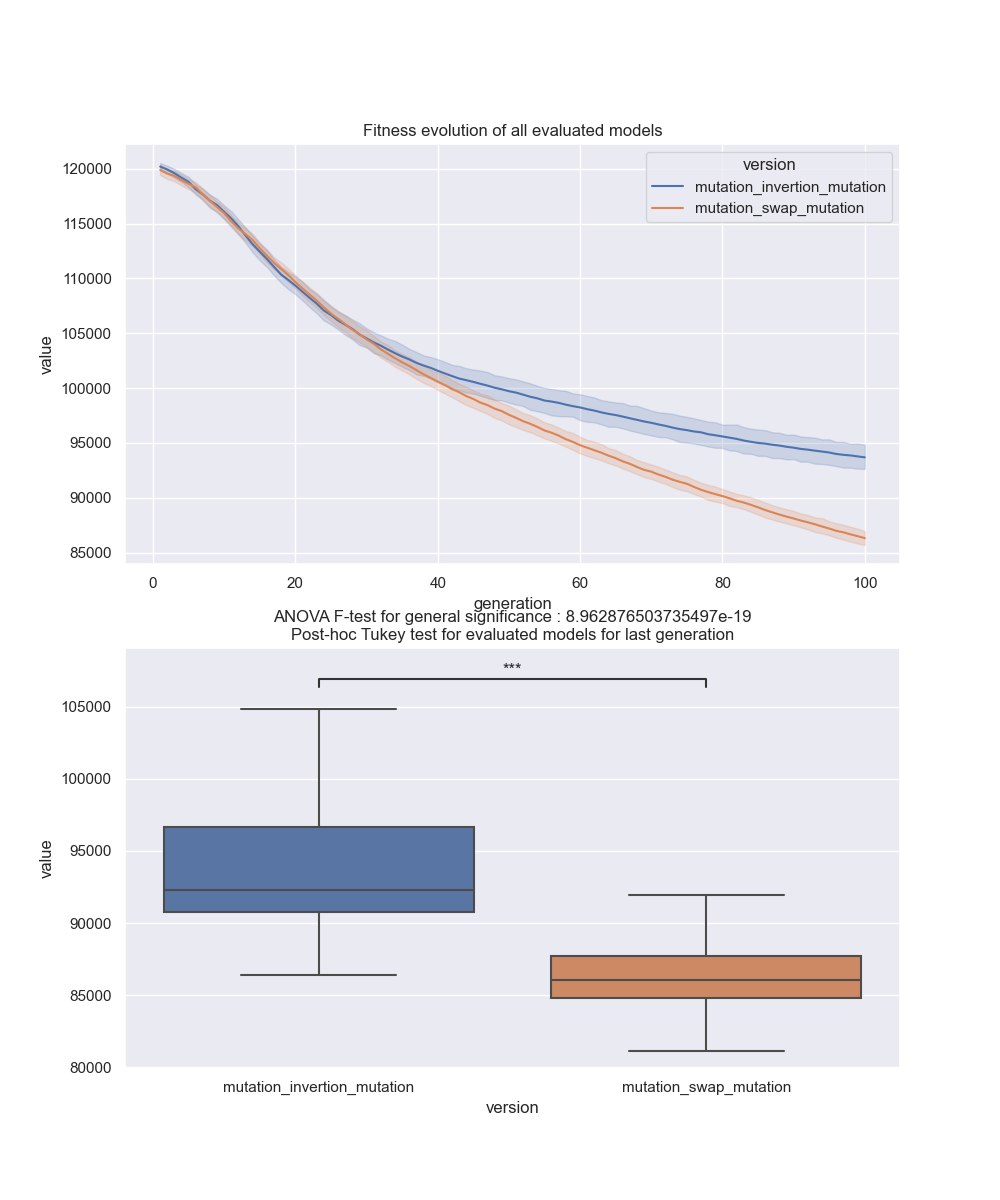 Fitness evolution of all evaluated models
version
mutation_invertion_mutation
mutation_swap_mutation
120000
115000
110000
105000
100000
95000
90000
85000
value
0 20 40 60 80 100
generation
ANOVA F-test for general significance : 8.962876503735497e-19
Post-hoc Tukey test for evaluated models for last generation
***
105000
100000
95000
90000
85000
80000
value
mutation_invertion_mutation mutation_swap_mutation
version